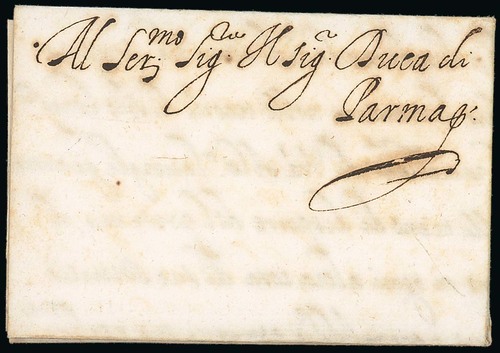 Al Ser.mo Sig.re Il sig.r Duca di
Parma